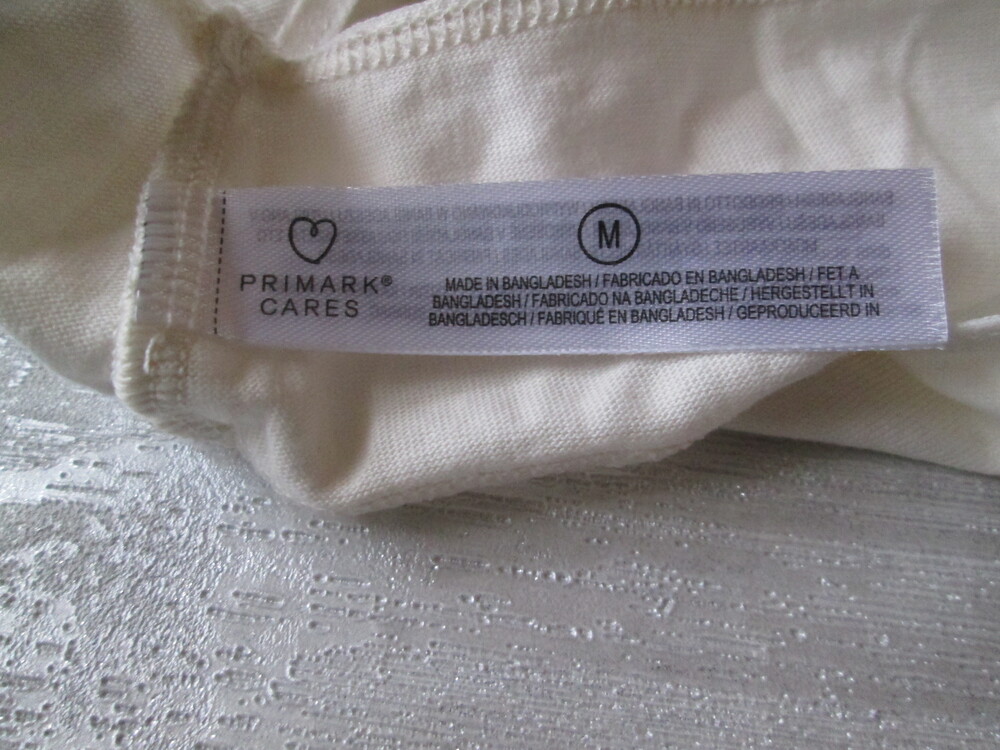 PRIMARK®
CARES
M
MADE IN BANGLADESH / FABRICADO EN BANGLADESH / FET A
BANGLADESH / FABRICADO NA BANGLADECHE / HERGESTELLT IN
BANGLADESCH / FABRIQUÉ EN BANGLADESH / GEPRODUCEERD IN